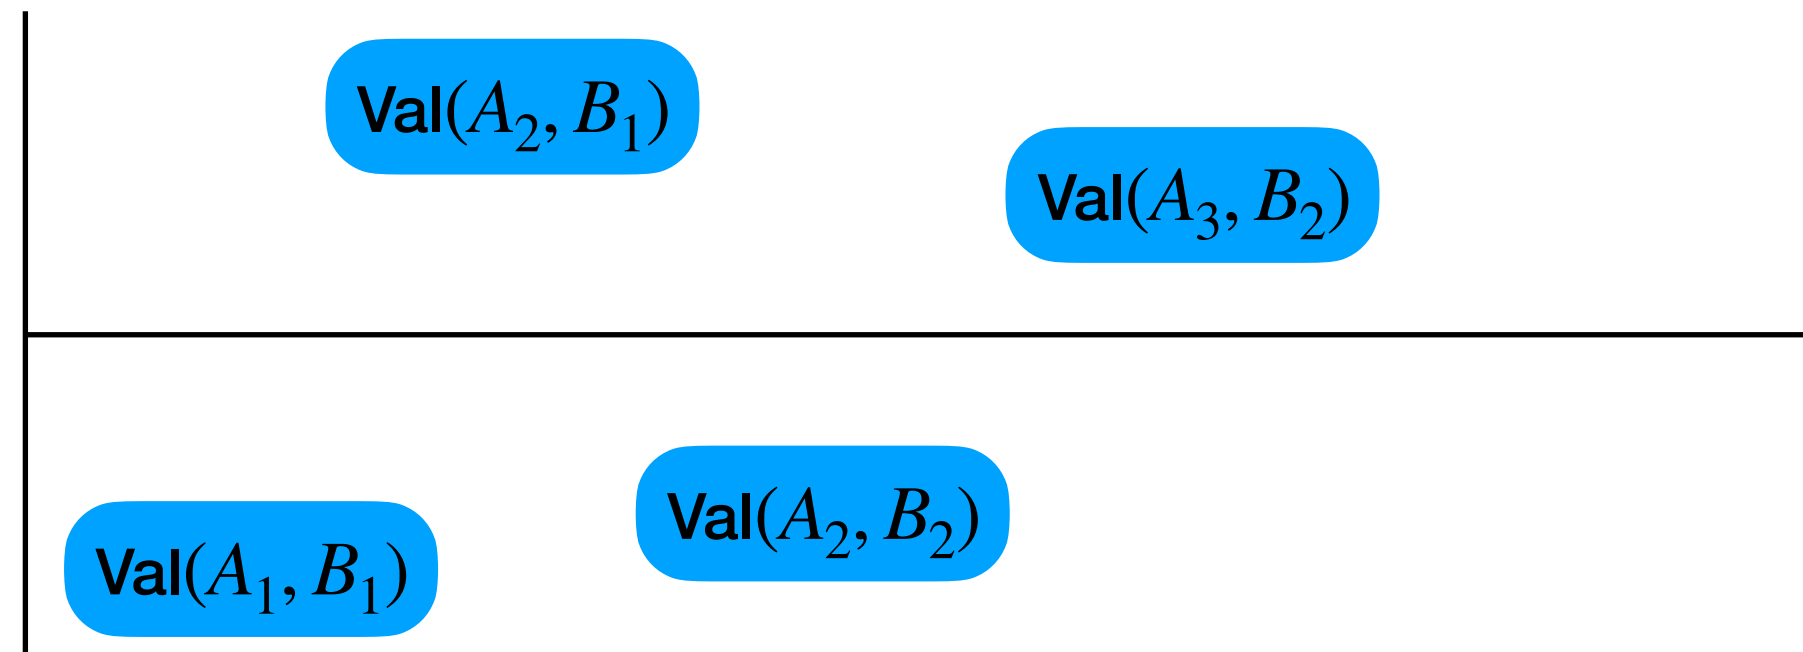 Val(A₂, B₁)
Val(A₃, B₂)
Val(A₂, B₂)
Val(A₁, B₁)